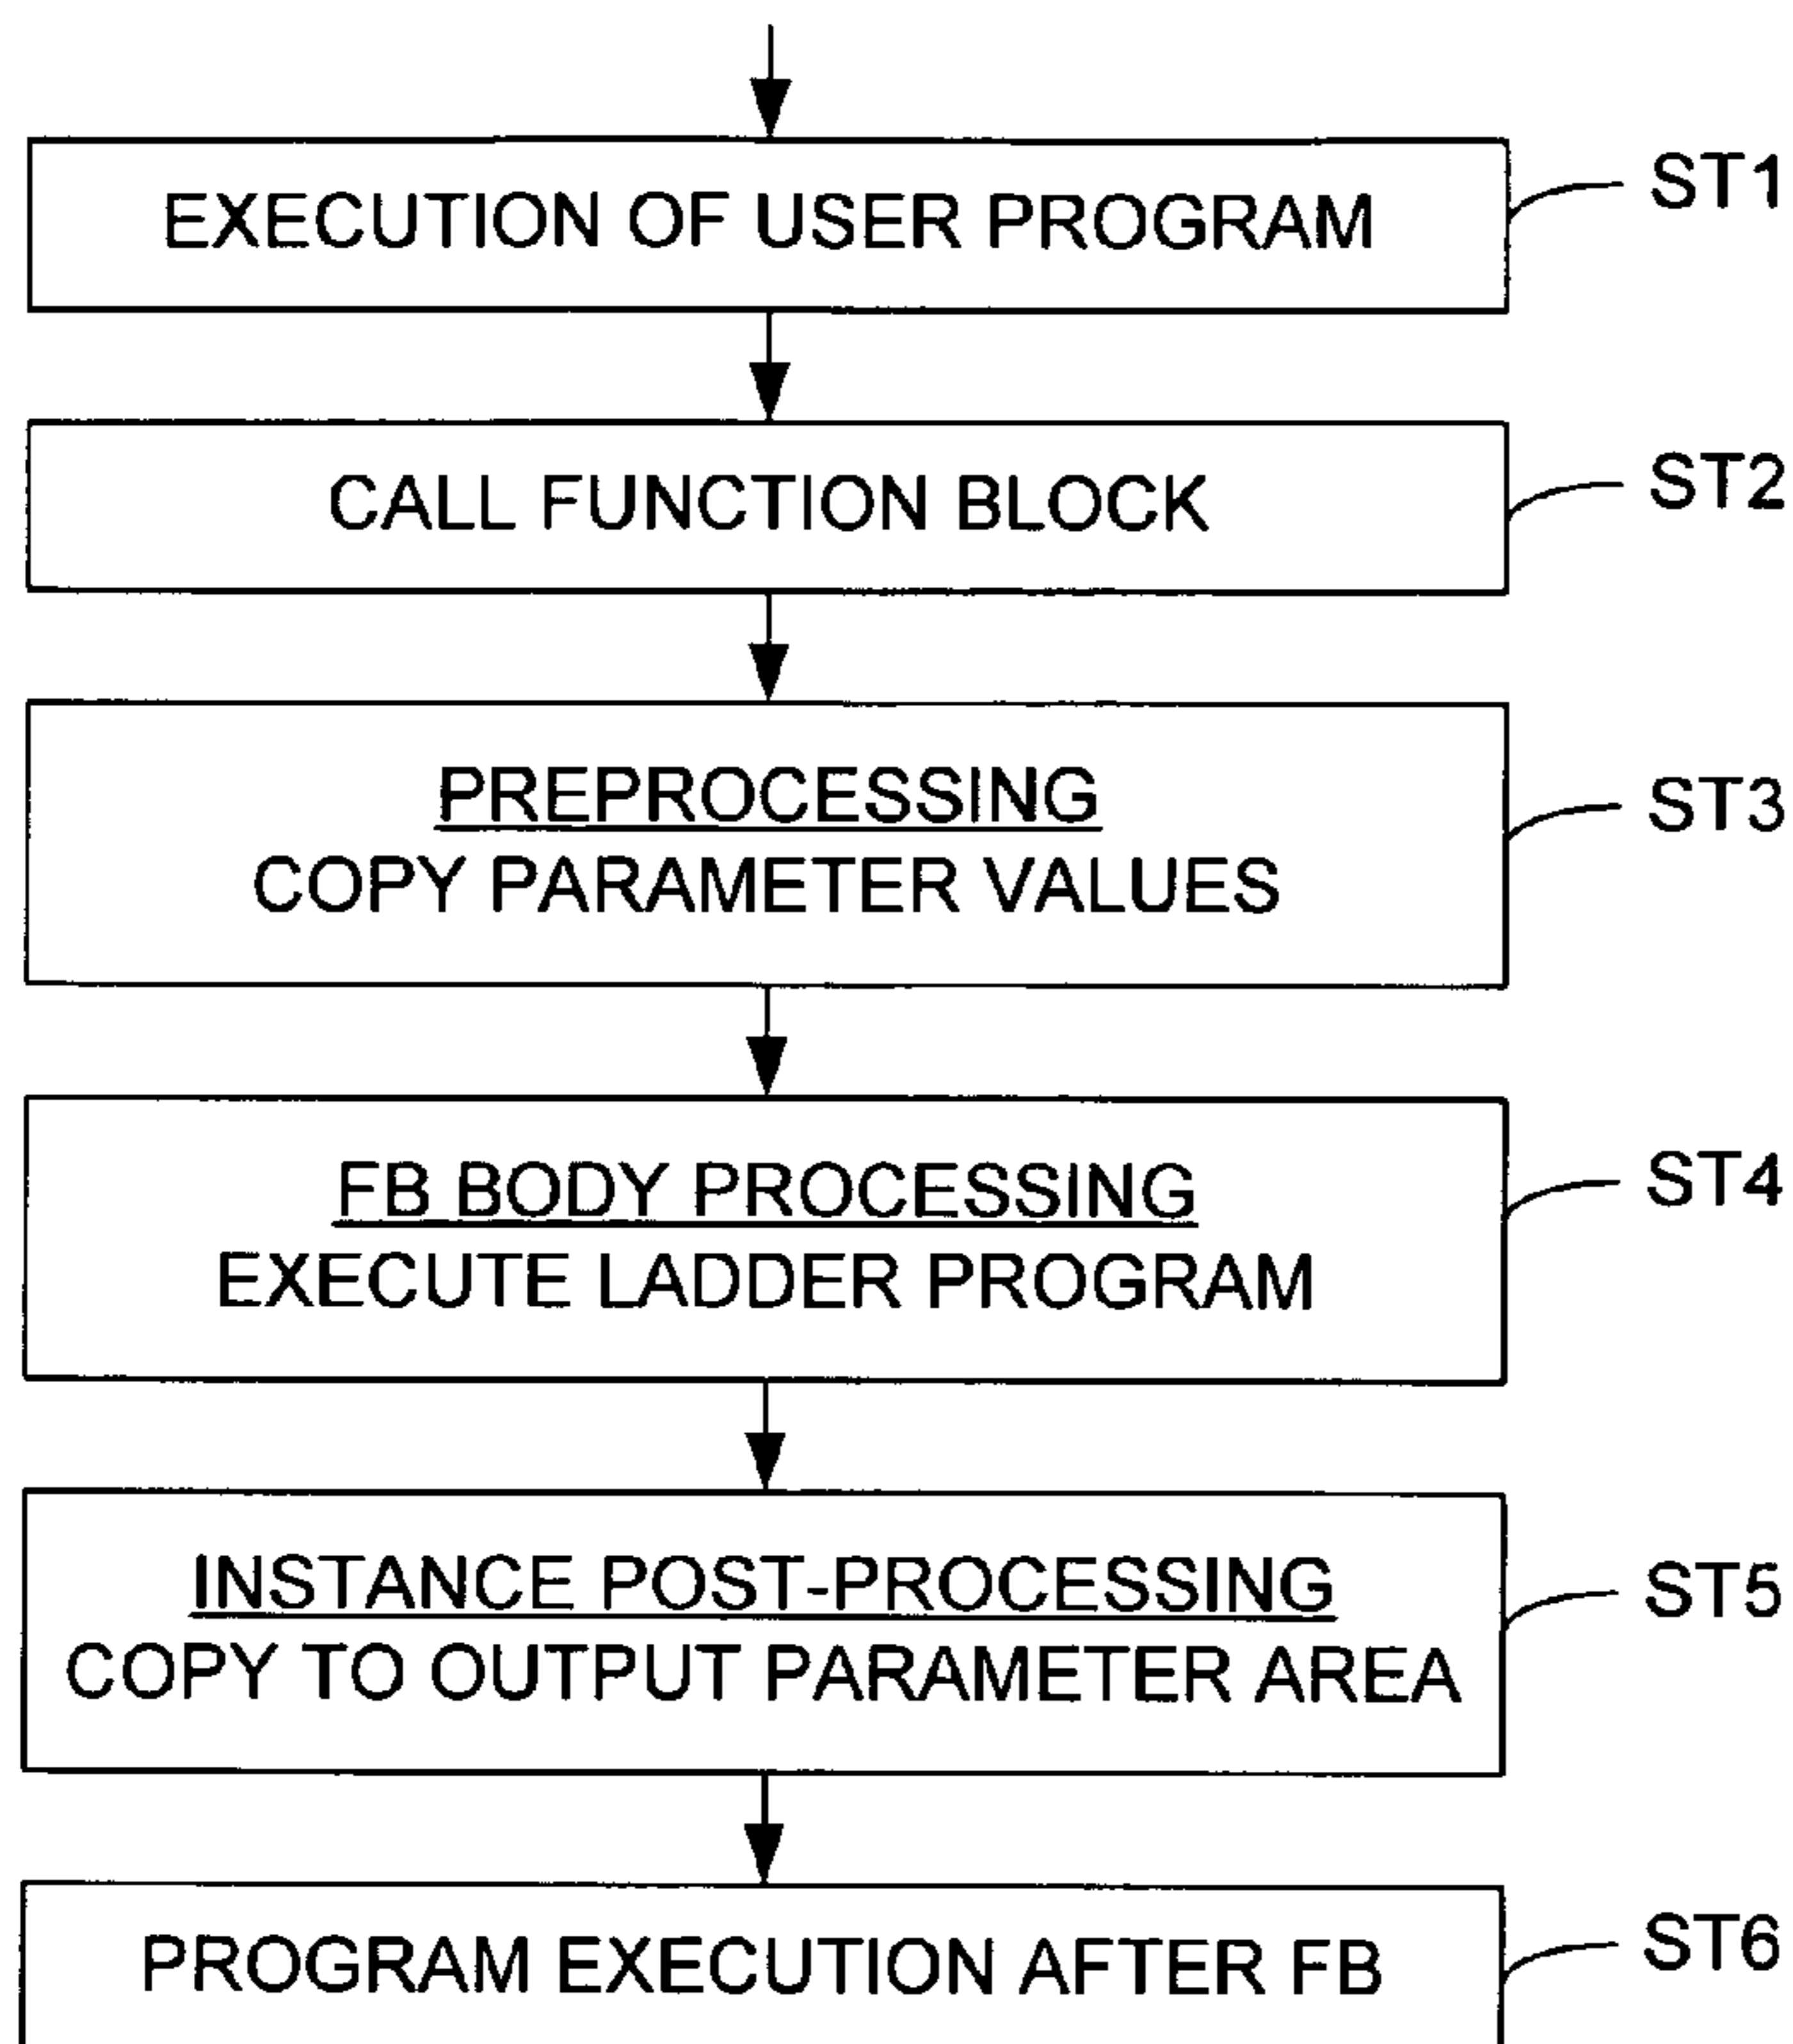 EXECUTION OF USER PROGRAM
ST1
CALL FUNCTION BLOCK
ST2
PREPROCESSING
COPY PARAMETER VALUES
ST3
FB BODY PROCESSING
EXECUTE LADDER PROGRAM
ST4
INSTANCE POST-PROCESSING
COPY TO OUTPUT PARAMETER AREA
ST5
PROGRAM EXECUTION AFTER FB
ST6